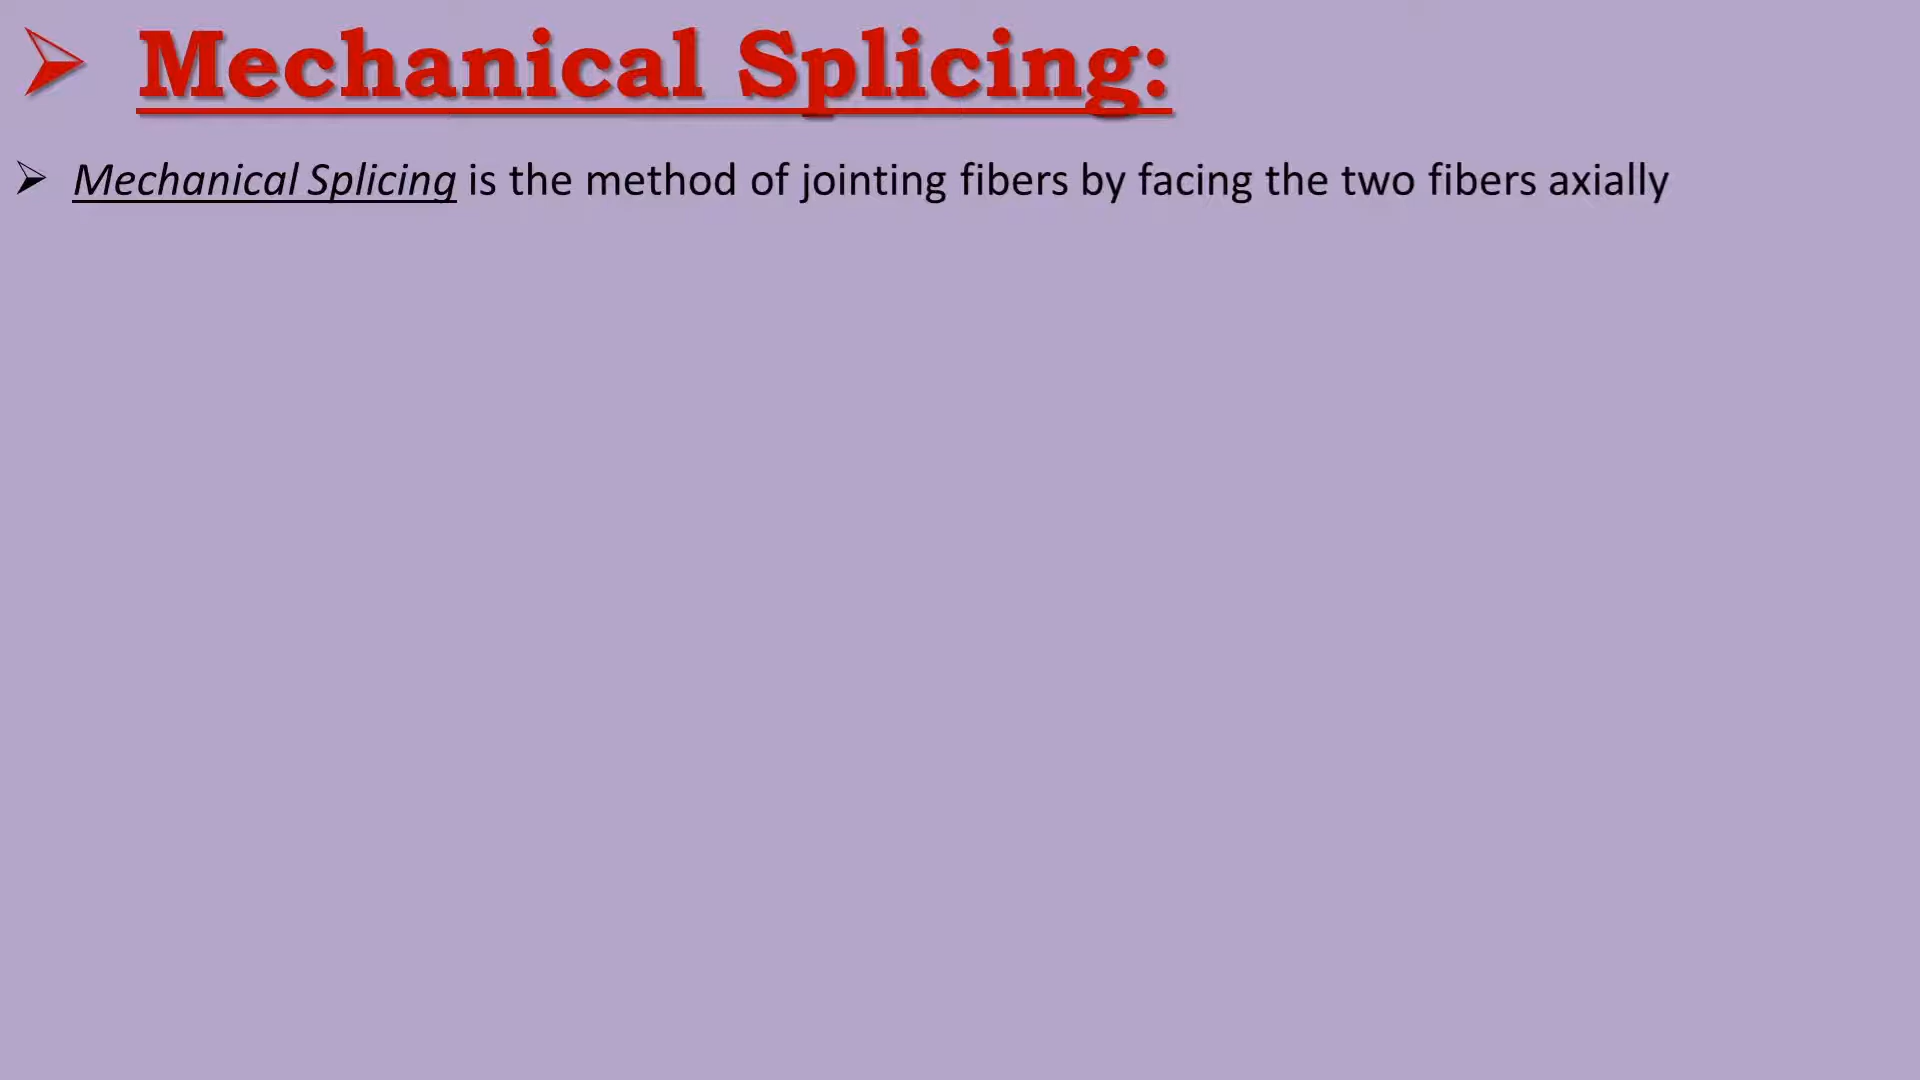 Mechanical Splicing:
Mechanical Splicing is the method of jointing fibers by facing the two fibers axially